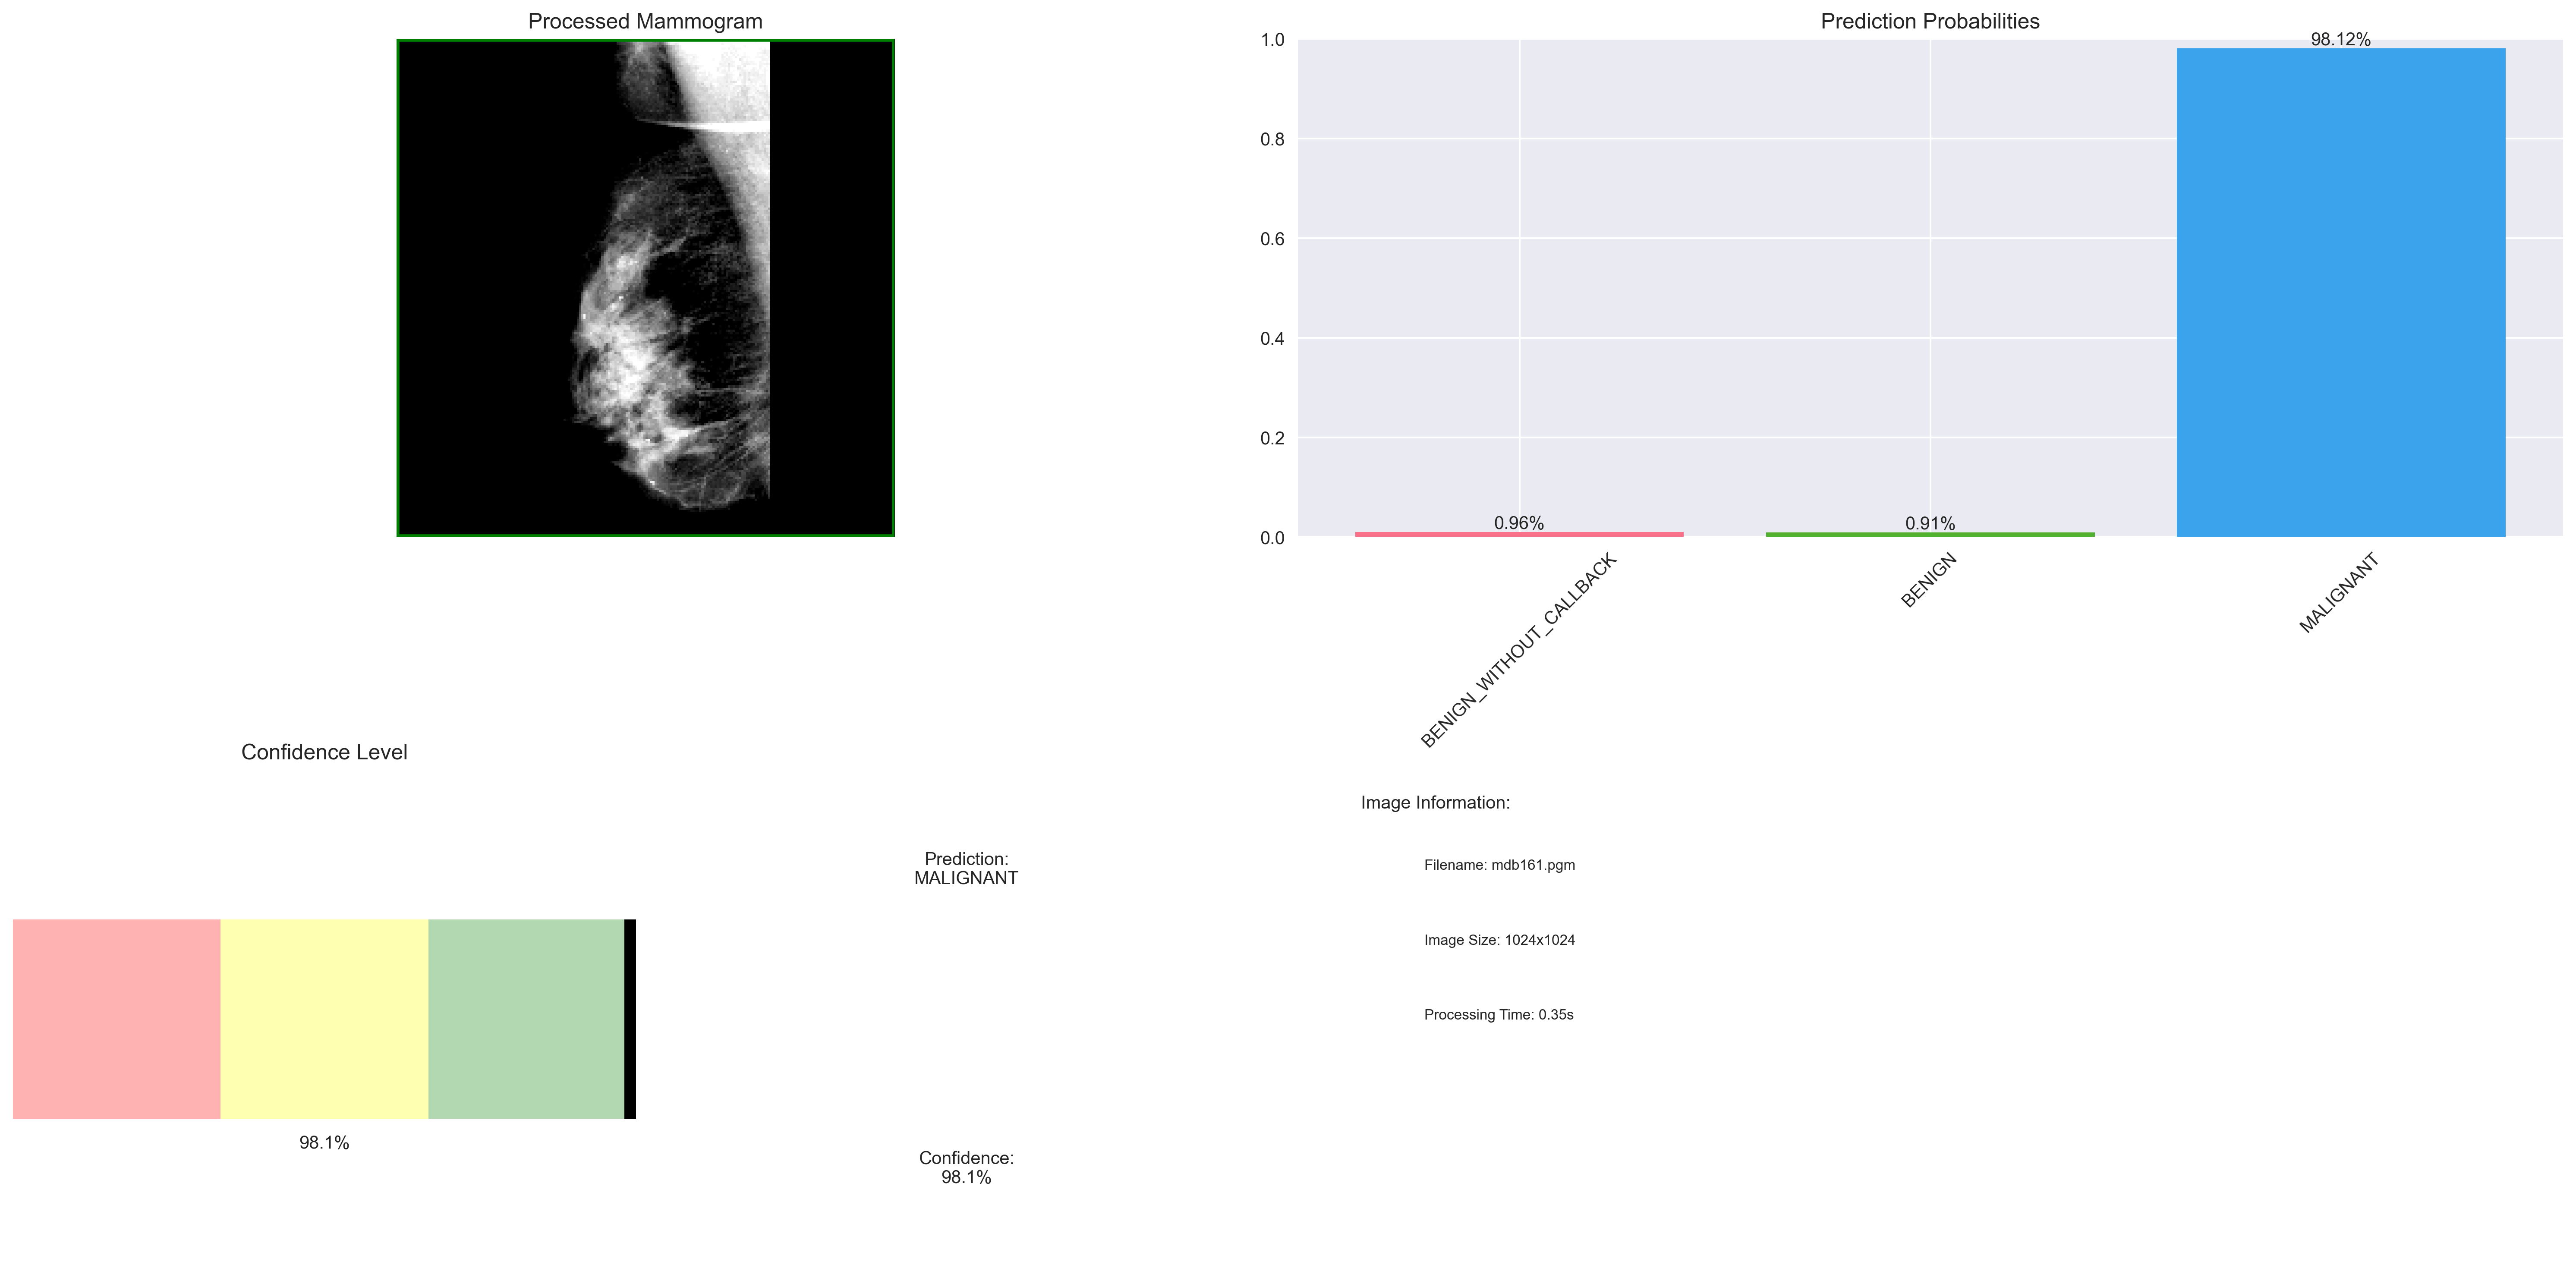 Processed Mammogram
Prediction Probabilities
1.0
0.8
0.6
0.4
0.2
0.0
0.96%
0.91%
98.12%
BENIGN_WITHOUT_CALLBACK
BENIGN
MALIGNANT
Confidence Level
98.1%
Prediction:
MALIGNANT
Confidence:
98.1%
Image Information:
Filename: mdb161.pgm
Image Size: 1024x1024
Processing Time: 0.35s